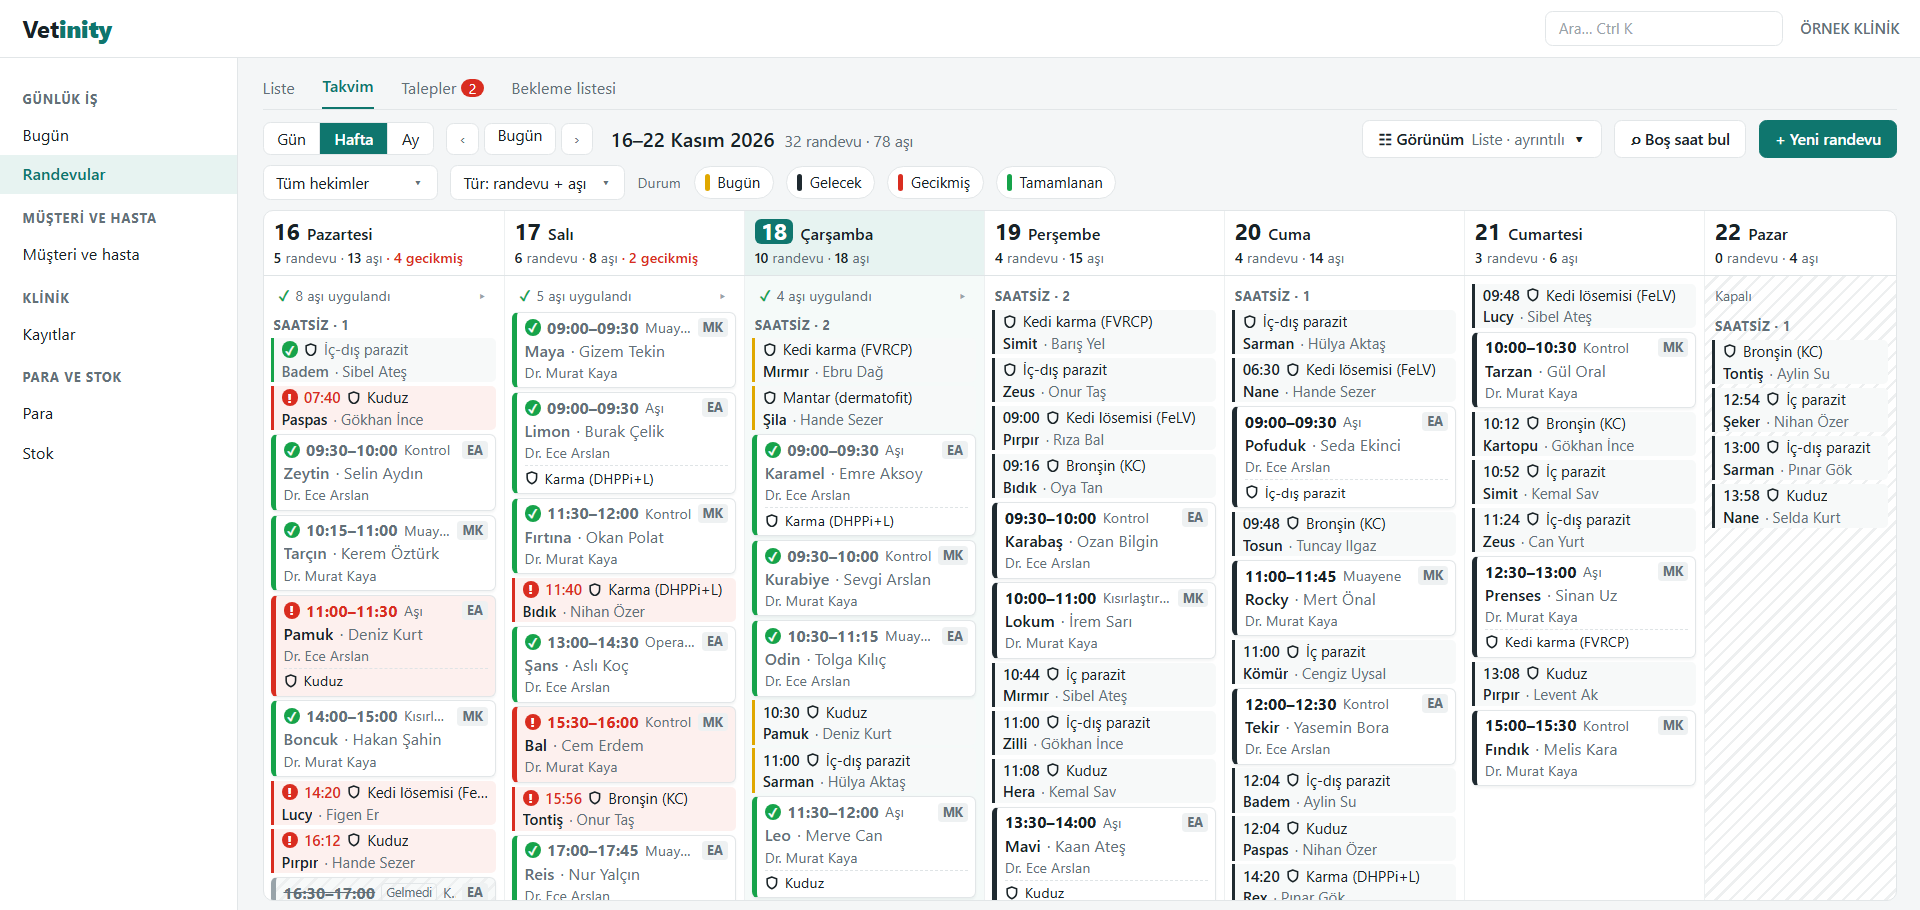 Vetinity
Ara... Ctrl K
ÖRNEK KLİNİK
GÜNLÜK İŞ
Bugün
Randevular
MÜŞTERİ VE HASTA
Müşteri ve hasta
KLİNİK
Kayıtlar
PARA VE STOK
Para
Stok
Liste
Takvim
Talepler 2
Bekleme listesi
Gün Hafta Ay ‹ Bugün ›
16–22 Kasım 2026 32 randevu · 78 aşı
Görünüm Liste · ayrıntılı
Boş saat bul
+ Yeni randevu
Tüm hekimler
Tür: randevu + aşı
Durum Bugün Gelecek Gecikmiş Tamamlanan
16 Pazartesi
5 randevu · 13 aşı · 4 gecikmiş
8 aşı uygulandı
SAATSİZ · 1
İç-dış parazit
Badem · Sibel Ateş
07:40 Kuduz
Paspas · Gökhan İnce
09:30–10:00 Kontrol EA
Zeytin · Selin Aydın
Dr. Ece Arslan
10:15–11:00 Muay... MK
Tarçın · Kerem Öztürk
Dr. Murat Kaya
11:00–11:30 Aşı EA
Pamuk · Deniz Kurt
Dr. Ece Arslan
Kuduz
14:00–15:00 Kısırl... MK
Boncuk · Hakan Şahin
Dr. Murat Kaya
14:20 Kedi lösemisi (Fe...
Lucy · Figen Er
16:12 Kuduz
Pırpır · Hande Sezer
16:30–17:00 Gelmedi K. EA
17 Salı
6 randevu · 8 aşı · 2 gecikmiş
5 aşı uygulandı
09:00–09:30 Muay... MK
Maya · Gizem Tekin
Dr. Murat Kaya
09:00–09:30 Aşı EA
Limon · Burak Çelik
Dr. Ece Arslan
Karma (DHPPi+L)
11:30–12:00 Kontrol MK
Fırtına · Okan Polat
Dr. Murat Kaya
11:40 Karma (DHPPi+L)
Bıdık · Nihan Özer
13:00–14:30 Opera... EA
Şans · Aslı Koç
Dr. Ece Arslan
15:30–16:00 Kontrol MK
Bal · Cem Erdem
Dr. Murat Kaya
15:56 Bronşin (KC)
Tontiş · Onur Taş
17:00–17:45 Muay... EA
Reis · Nur Yalçın
Dr. Ece Arslan
18 Çarşamba
10 randevu · 18 aşı
4 aşı uygulandı
SAATSİZ · 2
Kedi karma (FVRCP)
Mırmır · Ebru Dağ
Mantar (dermatofit)
Şila · Hande Sezer
09:00–09:30 Aşı EA
Karamel · Emre Aksoy
Dr. Ece Arslan
Karma (DHPPi+L)
09:30–10:00 Kontrol MK
Kurabiye · Sevgi Arslan
Dr. Murat Kaya
10:30–11:15 Muay... EA
Odin · Tolga Kılıç
Dr. Ece Arslan
10:30 Kuduz
Pamuk · Deniz Kurt
11:00 İç-dış parazit
Sarman · Hülya Aktaş
11:30–12:00 Aşı MK
Leo · Merve Can
Dr. Murat Kaya
Kuduz
19 Perşembe
4 randevu · 15 aşı
SAATSİZ · 2
Kedi karma (FVRCP)
Simit · Barış Yel
İç-dış parazit
Zeus · Onur Taş
09:00 Kedi lösemisi (FeLV)
Pırpır · Rıza Bal
09:16 Bronşin (KC)
Bıdık · Oya Tan
09:30–10:00 Kontrol EA
Karabaş · Ozan Bilgin
Dr. Ece Arslan
10:00–11:00 Kısırlaştır... MK
Lokum · İrem Sarı
Dr. Murat Kaya
10:44 İç parazit
Mırmır · Sibel Ateş
11:00 İç-dış parazit
Zilli · Gökhan İnce
11:08 Kuduz
Hera · Kemal Sav
13:30–14:00 Aşı EA
Mavi · Kaan Ateş
Dr. Ece Arslan
Kuduz
20 Cuma
4 randevu · 14 aşı
SAATSİZ · 1
İç-dış parazit
Sarman · Hülya Aktaş
06:30 Kedi lösemisi (FeLV)
Nane · Hande Sezer
09:00–09:30 Aşı EA
Pofuduk · Seda Ekinci
Dr. Ece Arslan
İç-dış parazit
09:48 Bronşin (KC)
Tosun · Tuncay Ilgaz
11:00–11:45 Muayene MK
Rocky · Mert Önal
Dr. Murat Kaya
11:00 İç parazit
Kömür · Cengiz Uysal
12:00–12:30 Kontrol EA
Tekir · Yasemin Bora
Dr. Ece Arslan
12:04 İç-dış parazit
Badem · Aylin Su
12:04 Kuduz
Paspas · Nihan Özer
14:20 Karma (DHPPi+L)
Rex · Pınar Gök
21 Cumartesi
3 randevu · 6 aşı
09:48 Kedi lösemisi (FeLV)
Lucy · Sibel Ateş
10:00–10:30 Kontrol MK
Tarzan · Gül Oral
Dr. Murat Kaya
10:12 Bronşin (KC)
Kartopu · Gökhan İnce
10:52 İç parazit
Simit · Kemal Sav
11:24 İç-dış parazit
Zeus · Can Yurt
12:30–13:00 Aşı MK
Prenses · Sinan Uz
Dr. Murat Kaya
Kedi karma (FVRCP)
13:08 Kuduz
Pırpır · Levent Ak
15:00–15:30 Kontrol MK
Fındık · Melis Kara
Dr. Murat Kaya
22 Pazar
0 randevu · 4 aşı
Kapalı
SAATSİZ · 1
Bronşin (KC)
Tontiş · Aylin Su
12:54 İç parazit
Şeker · Nihan Özer
13:00 İç-dış parazit
Sarman · Pınar Gök
13:58 Kuduz
Nane · Selda Kurt